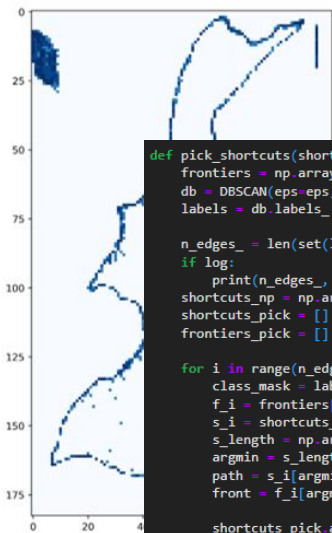 0
25
50
75
100
125
150
175
0
20
def pick_shortcuts(short
frontiers = np.array
db = DBSCAN(eps=eps,
labels = db.labels_
n_edges_ = len(set(l
if log:
print(n_edges_,
shortcuts_np = np.ar
shortcuts_pick = []
frontiers_pick = []
for i in range(n_edg
class_mask = lab
f_i = frontiers[
s_i = shortcuts_
s_length = np.ar
argmin = s_lengt
path = s_i[argmi
front = f_i[argm
shortcuts_pick.a